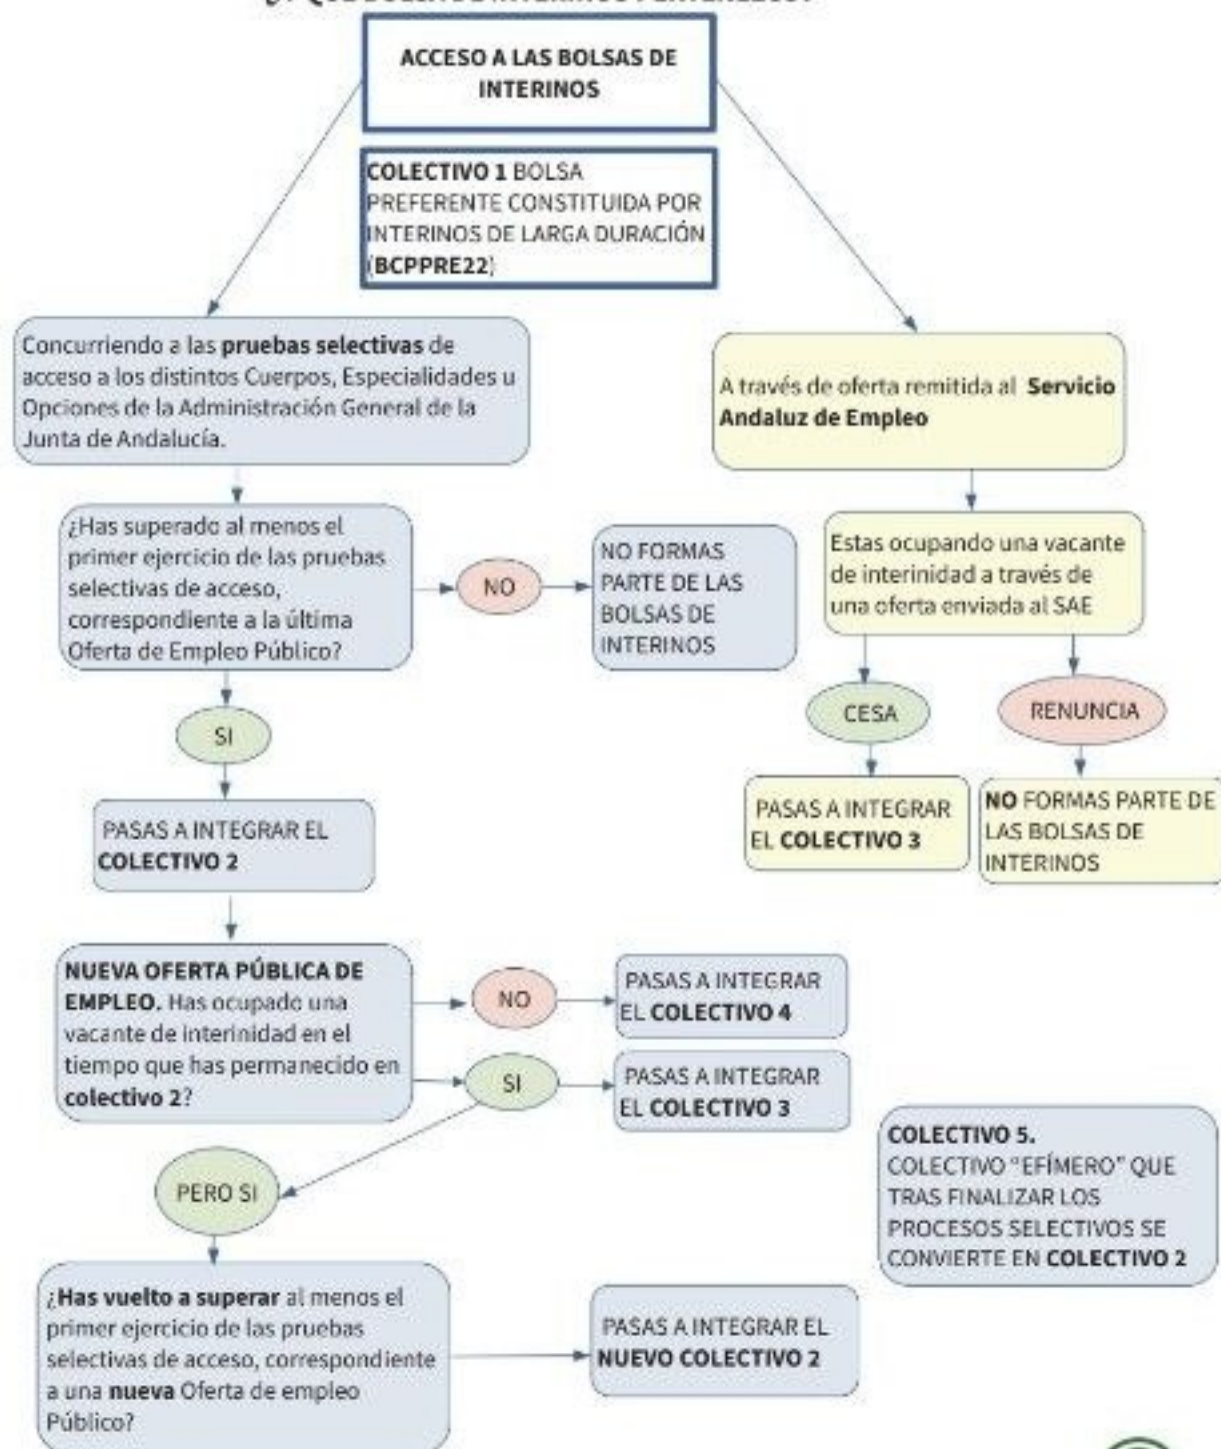 ACCESO A LAS BOLSAS DE
INTERINOS
COLECTIVO 1 BOLSA
PREFERENTE CONSTITUIDA POR
INTERINOS DE LARGA DURACIÓN
(BCPPRE22)
Concurriendo a las pruebas selectivas de
acceso a los distintos Cuerpos, Especialidades u
Opciones de la Administración General de la
Junta de Andalucía.
A través de oferta remitida al Servicio
Andaluz de Empleo
¿Has superado al menos el
primer ejercicio de las pruebas
selectivas de acceso,
correspondiente a la última
Oferta de Empleo Público?
NO
NO FORMAS
PARTE DE LAS
BOLSAS DE
INTERINOS
Estas ocupando una vacante
de interinidad a través de
una oferta enviada al SAE
SI
CESA
RENUNCIA
PASAS A INTEGRAR EL
COLECTIVO 2
PASAS A INTEGRAR
EL COLECTIVO 3
NO FORMAS PARTE DE
LAS BOLSAS DE
INTERINOS
NUEVA OFERTA PÚBLICA DE
EMPLEO. Has ocupado una
vacante de interinidad en el
tiempo que has permanecido en
colectivo 2?
NO
PASAS A INTEGRAR
EL COLECTIVO 4
SI
PASAS A INTEGRAR
EL COLECTIVO 3
COLECTIVO 5.
COLECTIVO "EFÍMERO" QUE
TRAS FINALIZAR LOS
PROCESOS SELECTIVOS SE
CONVIERTE EN COLECTIVO 2
PERO SI
¿Has vuelto a superar al menos el
primer ejercicio de las pruebas
selectivas de acceso, correspondiente
a una nueva Oferta de empleo
Público?
PASAS A INTEGRAR EL
NUEVO COLECTIVO 2